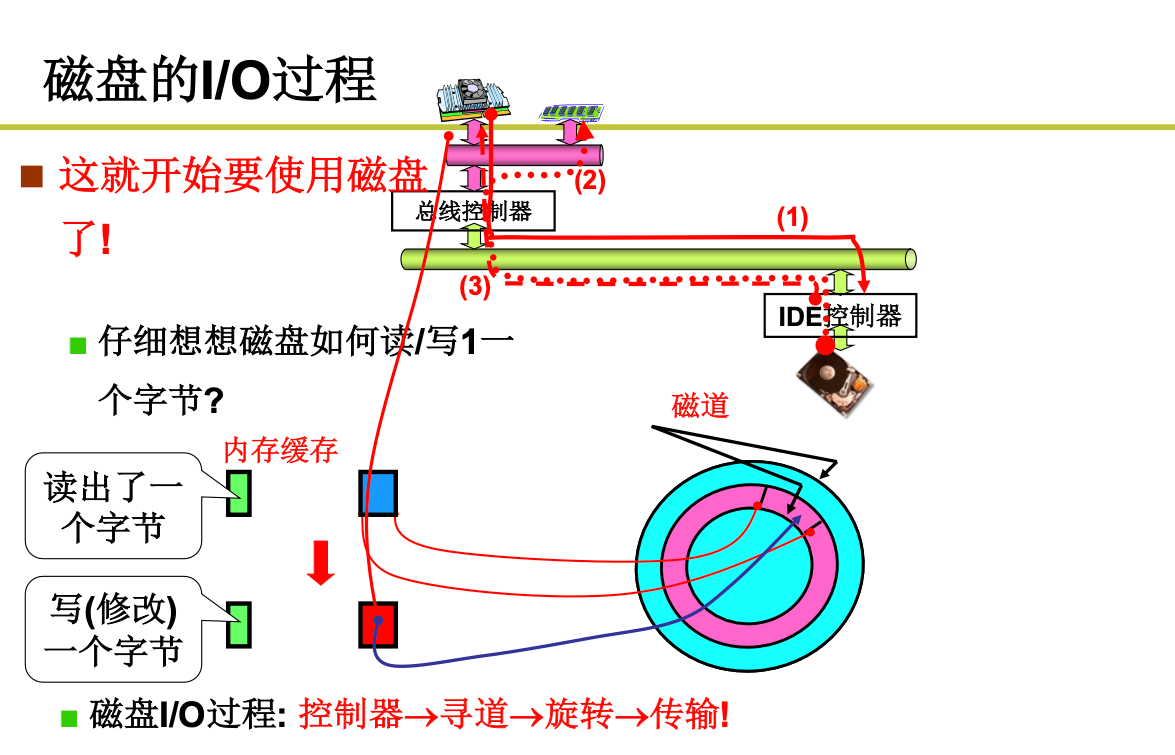 磁盘的I/O过程
这就开始要使用磁盘
了!
总线控制器
(1)
(2)
(3)
IDE控制器
仔细想想磁盘如何读/写1一
个字节?
磁道
内存缓存
读出了一
个字节
写(修改)
一个字节
磁盘I/O过程: 控制器→寻道→旋转→传输!